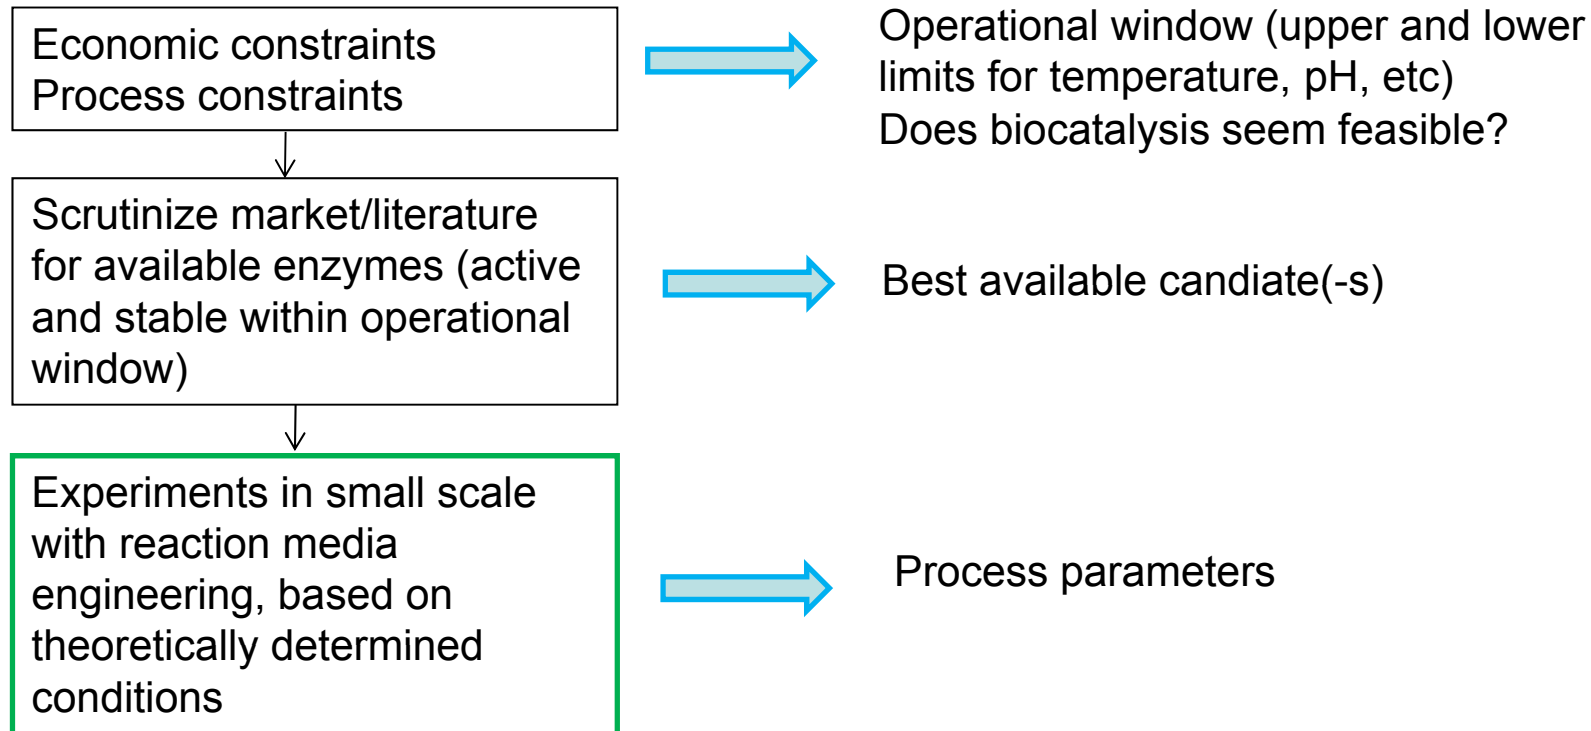 Economic constraints
Process constraints
Operational window (upper and lower
limits for temperature, pH, etc)
Does biocatalysis seem feasible?
Scrutinize market/literature
for available enzymes (active
and stable within operational
window)
Best available candiate(-s)
Experiments in small scale
with reaction media
engineering, based on
theoretically determined
conditions
Process parameters